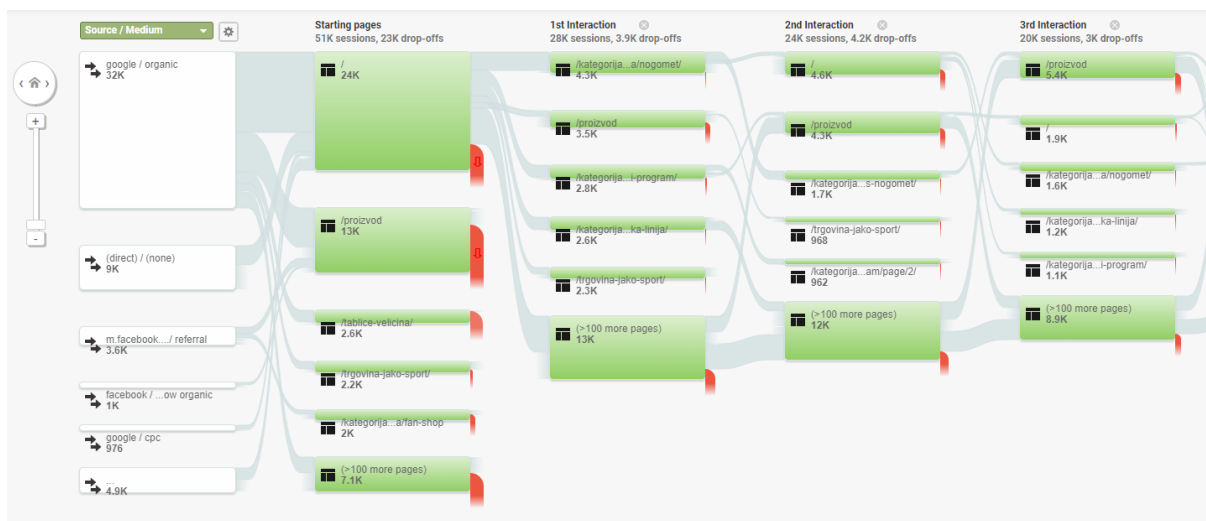 Source / Medium
Starting pages
51K sessions, 23K drop-offs
1st Interaction
28K sessions, 3.9K drop-offs
2nd Interaction
24K sessions, 4.2K drop-offs
3rd Interaction
20K sessions, 3K drop-offs
google / organic
32K
(direct) / (none)
9K
m.facebook..../ referral
3.6K
facebook / ...ow organic
1K
google / cpc
976
...
4.9K
/
24K
/proizvod
13K
/tablice-velicina/
2.6K
/trgovina-jako-sport/
2.2K
/kategorija...a/fan-shop
2K
(>100 more pages)
7.1K
/kategorija...a/nogomet/
4.3K
/proizvod
3.5K
/kategorija...i-program/
2.8K
/kategorija...ka-linija/
2.6K
/trgovina-jako-sport/
2.3K
(>100 more pages)
13K
/
4.6K
/proizvod
4.3K
/kategorija...s-nogomet/
1.7K
/trgovina-jako-sport/
968
/kategorija...am/page/2/
962
(>100 more pages)
12K
/proizvod
5.4K
/
1.9K
/kategorija...a/nogomet/
1.6K
/kategorija...ka-linija/
1.2K
/kategorija...i-program/
1.1K
(>100 more pages)
8.9K
+
-